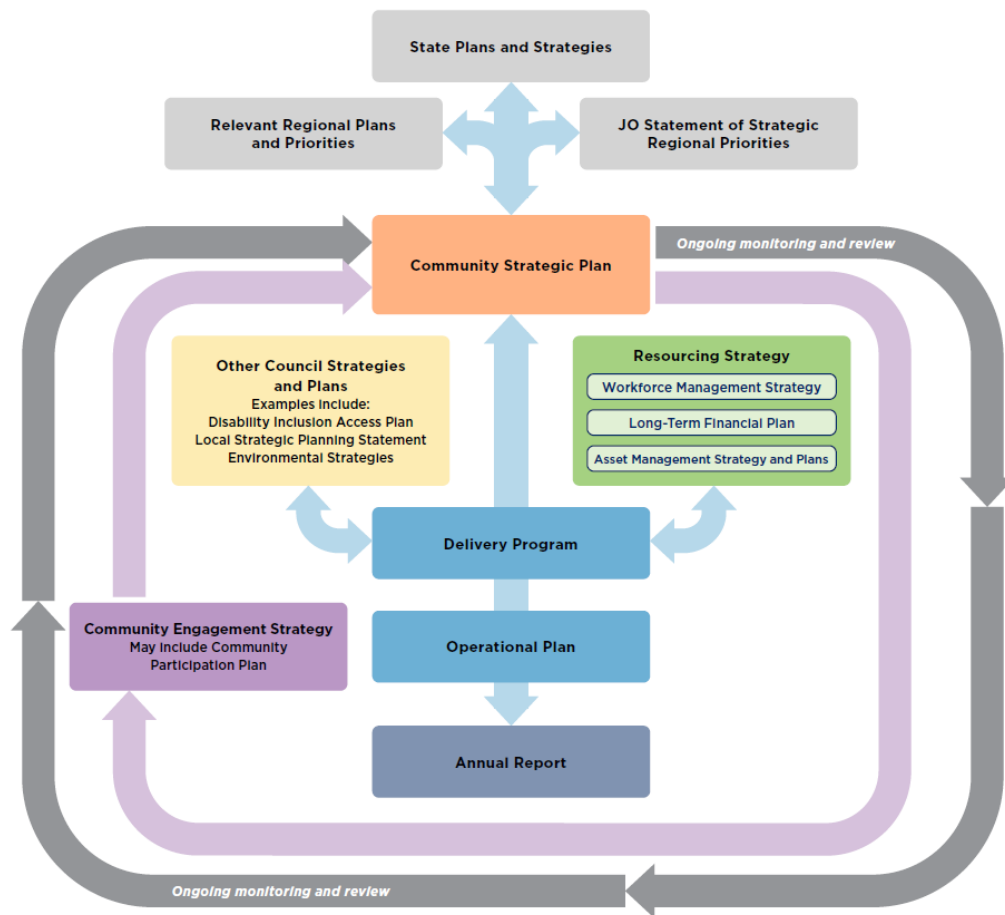 State Plans and Strategies
Relevant Regional Plans
and Priorities
JO Statement of Strategic
Regional Priorities
Community Strategic Plan
Ongoing monitoring and review
Other Council Strategies
and Plans
Examples include:
Disability Inclusion Access Plan
Local Strategic Planning Statement
Environmental Strategies
Resourcing Strategy
Workforce Management Strategy
Long-Term Financial Plan
Asset Management Strategy and Plans
Delivery Program
Community Engagement Strategy
May include Community
Participation Plan
Operational Plan
Annual Report
Ongoing monitoring and review